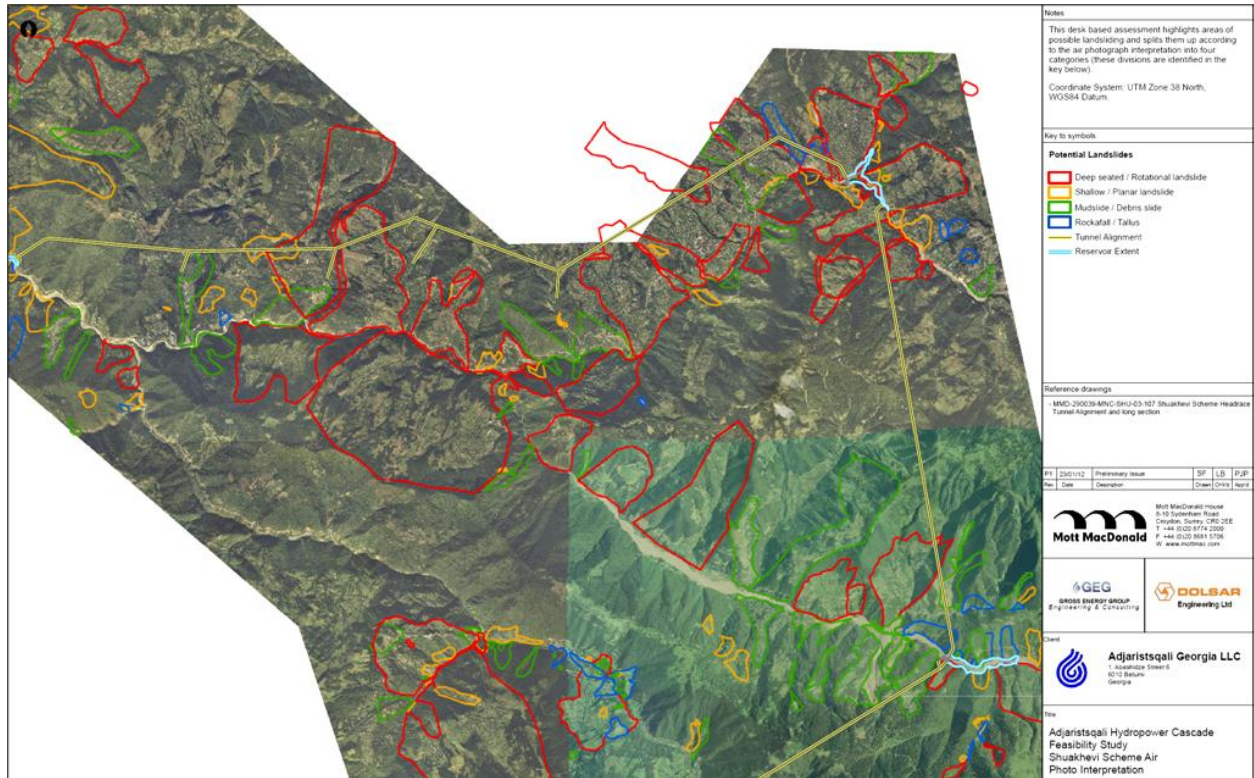 Notes
This desk based assessment highlights areas of
possible landsliding and splits them up according
to the air photograph interpretation into four
categories (these divisions are identified in the
key below).
Coordinate System: UTM Zone 38 North,
WGS84 Datum.
Key to symbols
Potential Landslides
Deep seated / Rotational landslide
Shallow / Planar landslide
Mudslide / Debris slide
Rockafall / Tallus
Tunnel Alignment
Reservoir Extent
Reference drawings
- MMD-290039-MNC-SHU-03-107 Shuakhevi Scheme Headrace
Tunnel Alignment and long section
P1 23/01/12 Preliminary Issue SF LB PJP
Rev Date Description Drawn Ch'k'd App'd
Mott MacDonald
Mott MacDonald House
8-10 Sydenham Road
Croydon, Surrey, CR0 2EE
T +44 (0)20 8774 2000
F +44 (0)20 8681 5706
W www.mottmac.com
GEG
GROSS ENERGY GROUP
Engineering & Consulting
DOLSAR
Engineering Ltd
Client
Adjaristsqali Georgia LLC
6010 Batumi
Georgia
Title
Adjaristsqali Hydropower Cascade
Feasibility Study
Shuakhevi Scheme Air
Photo Interpretation